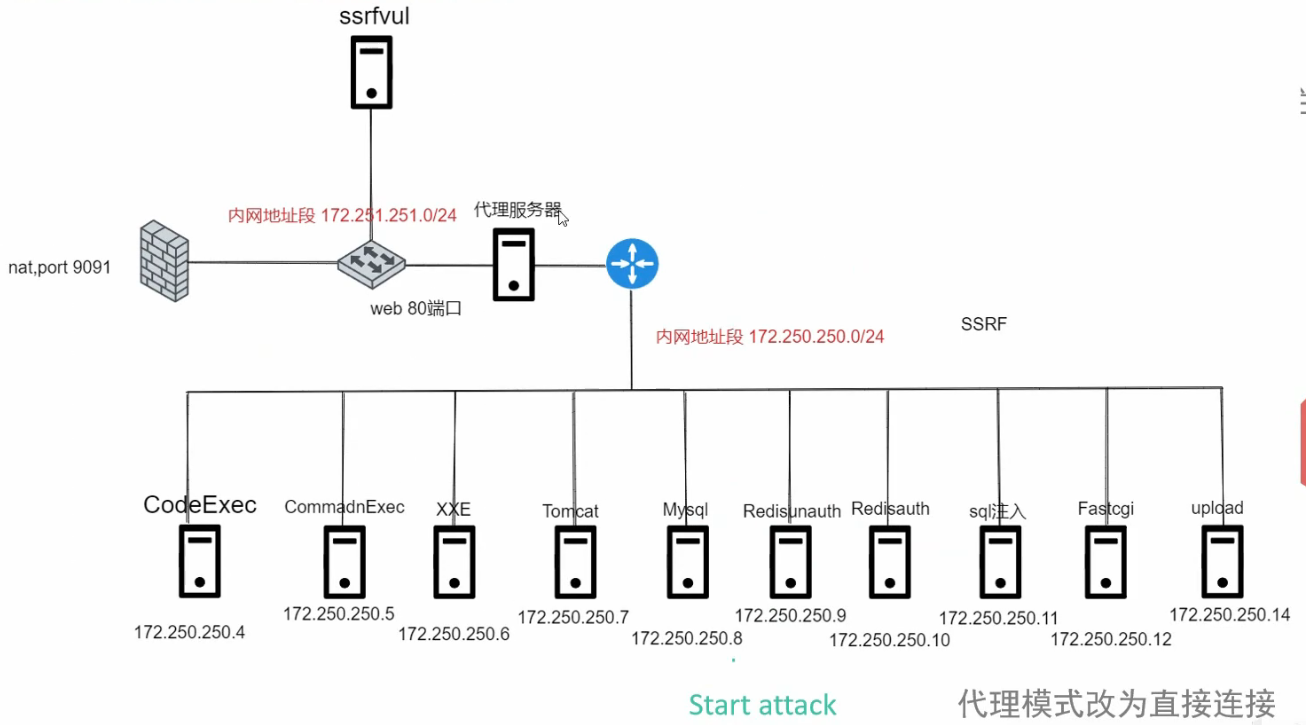 ssrfvul
内网地址段 172.251.251.0/24
代理服务器
nat,port 9091
web 80端口
内网地址段 172.250.250.0/24
SSRF
CodeExec
CommadnExec
XXE
Tomcat
Mysql
Redisunauth
Redisauth
sql注入
Fastcgi
upload
172.250.250.4
172.250.250.5
172.250.250.6
172.250.250.7
172.250.250.8
172.250.250.9
172.250.250.10
172.250.250.11
172.250.250.12
172.250.250.14
Start attack
代理模式改为直接连接